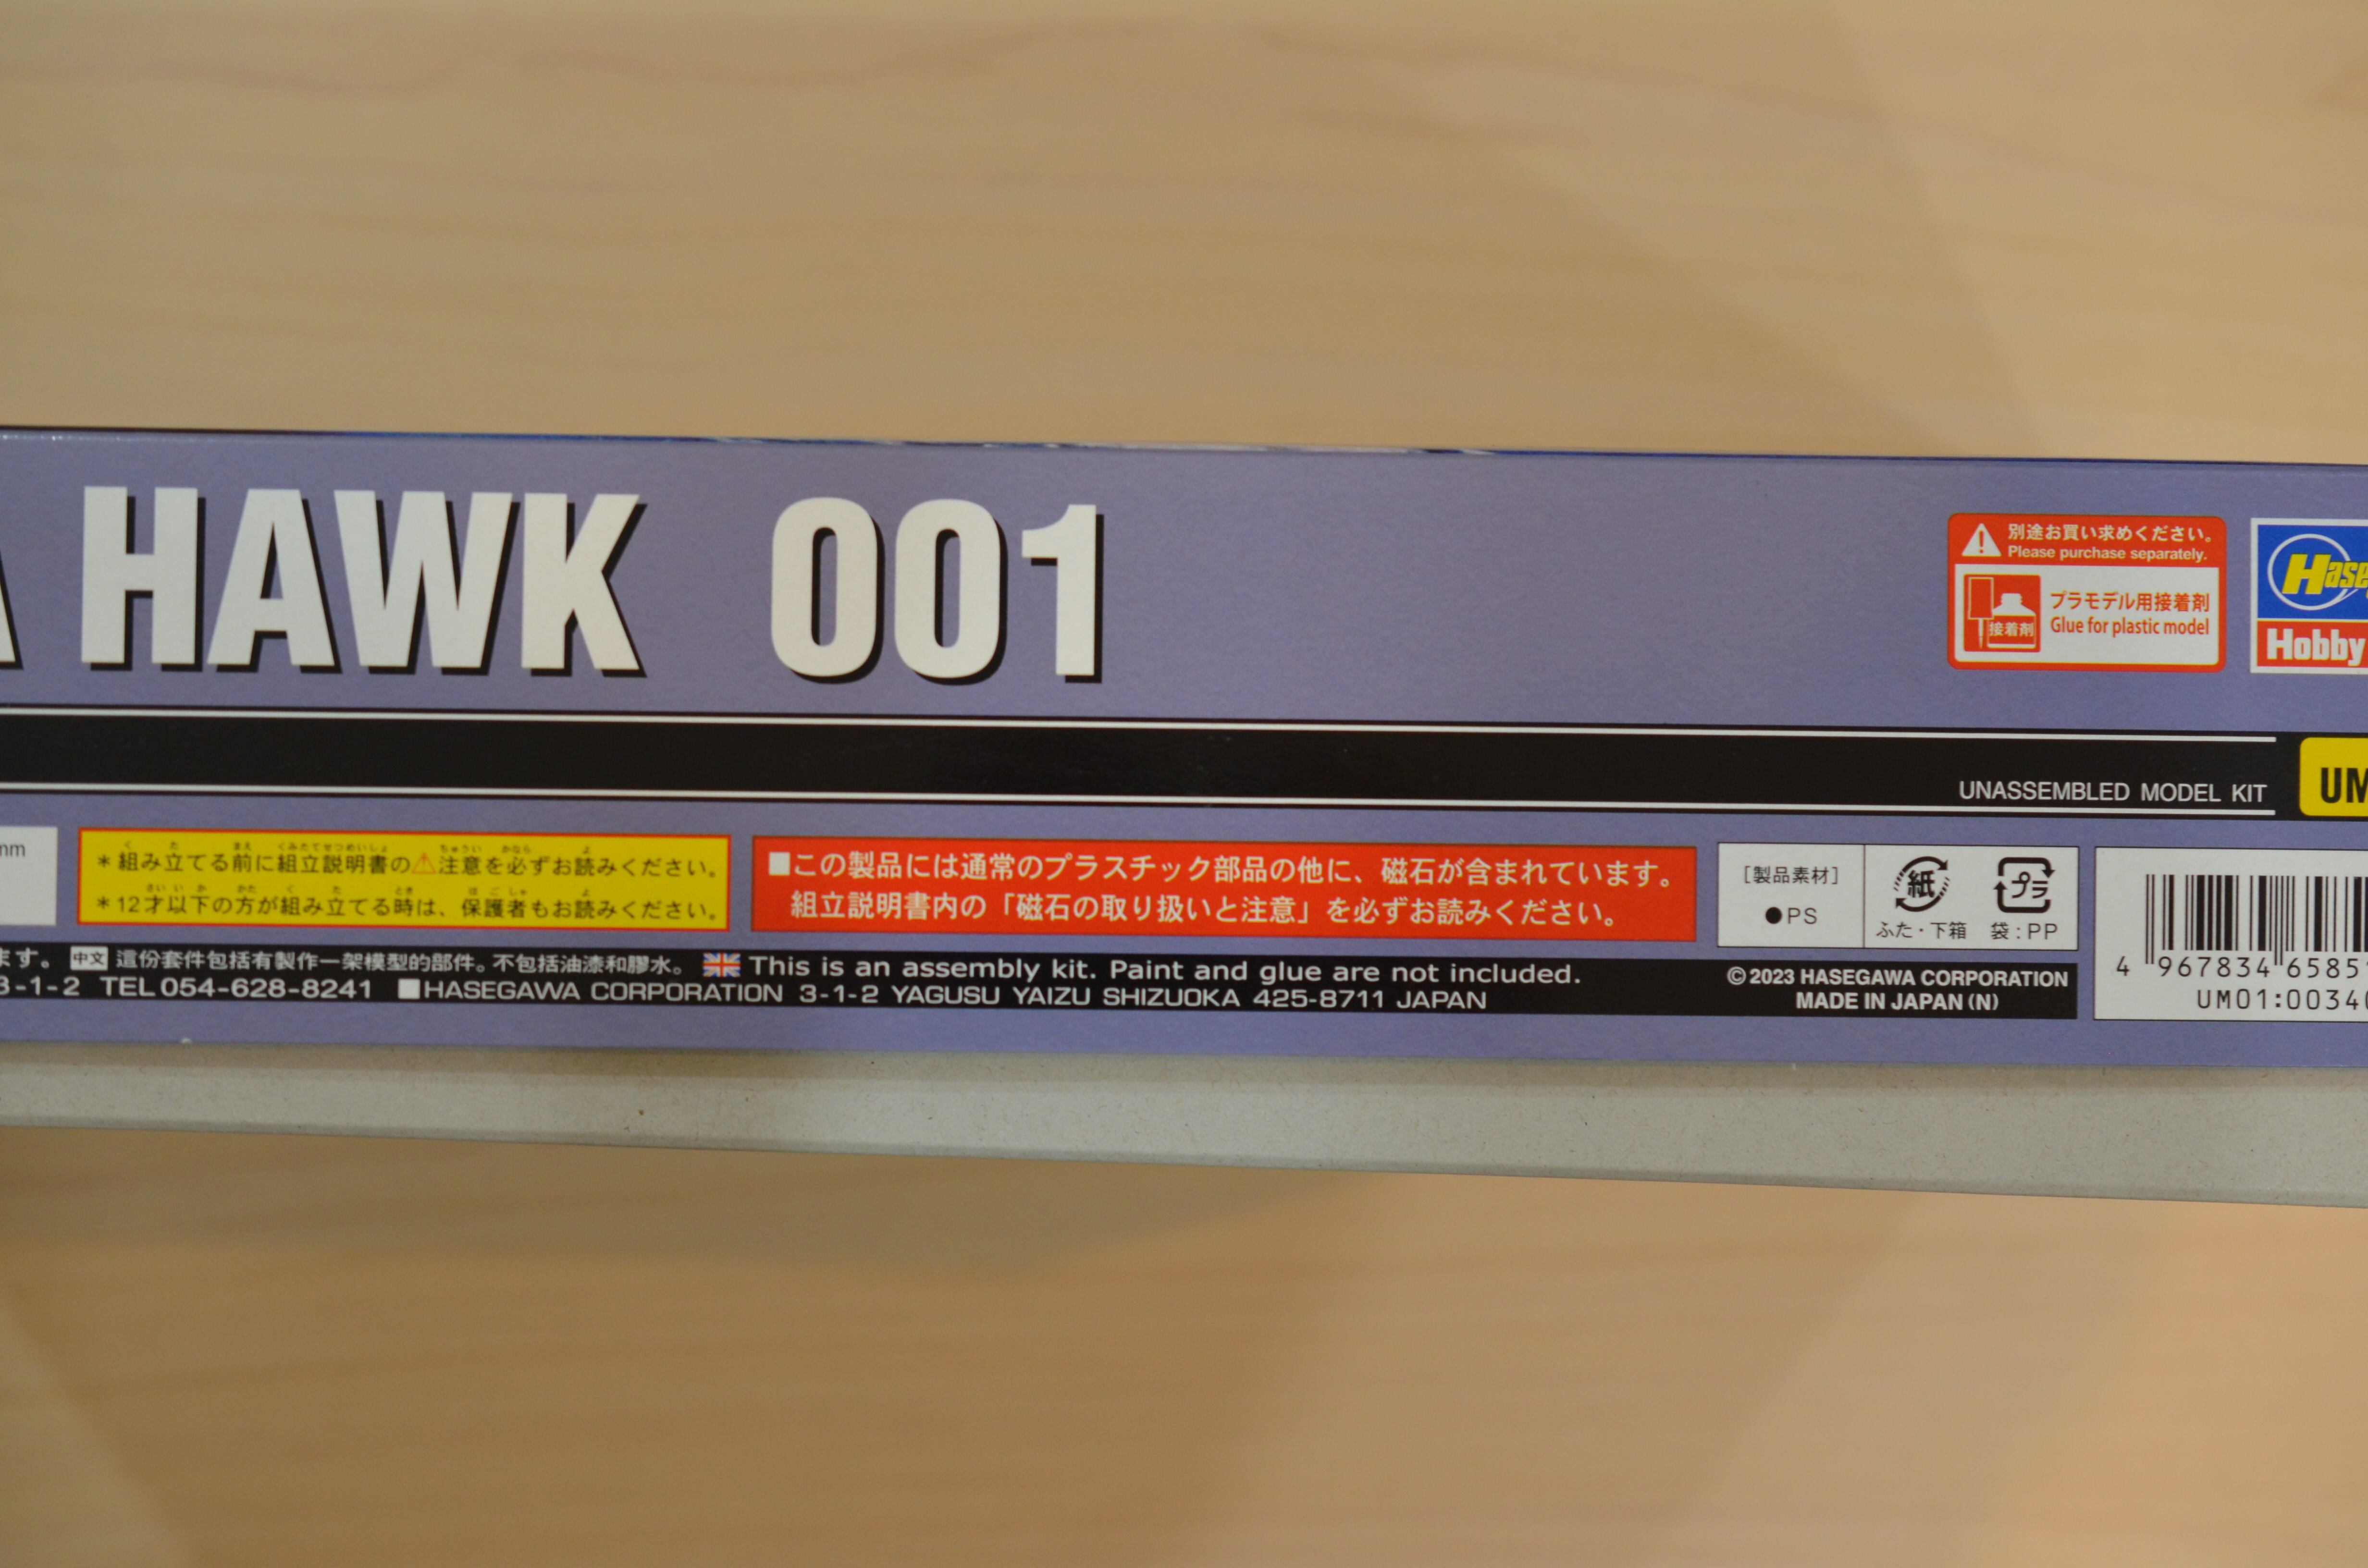 HAWK 001
別途お買い求めください。
Please purchase separately.
接着剤
プラモデル用接着剤
Glue for plastic model
Hase
Hobby
UNASSEMBLED MODEL KIT
UM
mm
*組み立てる前に組立説明書の⚠注意を必ずお読みください。
*12才以下の方が組み立てる時は、保護者もお読みください。
■この製品には通常のプラスチック部品の他に、磁石が含まれています。
組立説明書内の「磁石の取り扱いと注意」を必ずお読みください。
[製品素材]
●PS
紙
ふた・下箱
プラ
袋:PP
ます。 中文 這份套件包括有製作一架模型的部件。不包括油漆和膠水。 This is an assembly kit. Paint and glue are not included.
3-1-2 TEL 054-628-8241 ■HASEGAWA CORPORATION 3-1-2 YAGUSU YAIZU SHIZUOKA 425-8711 JAPAN
©2023 HASEGAWA CORPORATION
MADE IN JAPAN (N)
4 967834 6585
UM01:0034